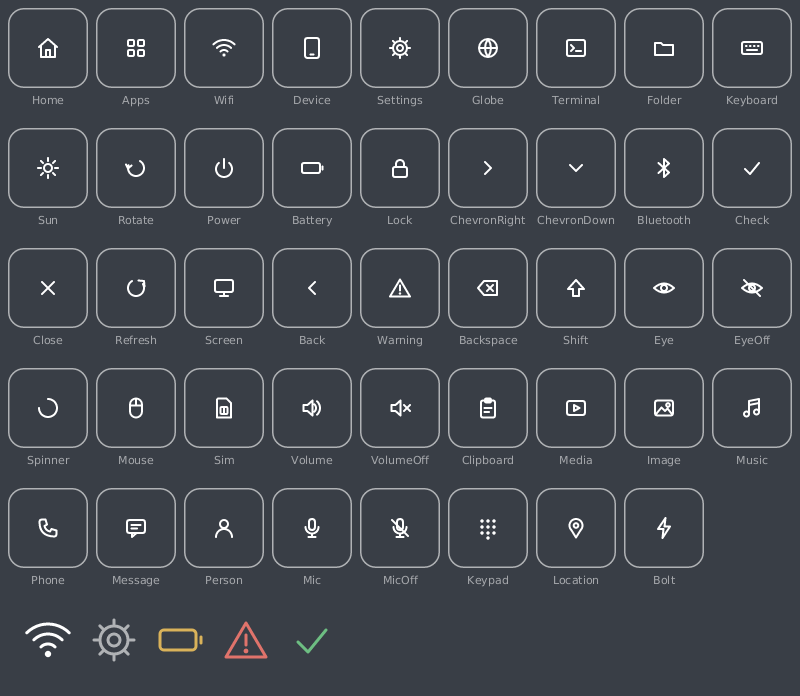 Home Apps Wifi Device Settings Globe Terminal Folder Keyboard
Sun Rotate Power Battery Lock ChevronRight ChevronDown Bluetooth Check
Close Refresh Screen Back Warning Backspace Shift Eye EyeOff
Spinner Mouse Sim Volume VolumeOff Clipboard Media Image Music
Phone Message Person Mic MicOff Keypad Location Bolt